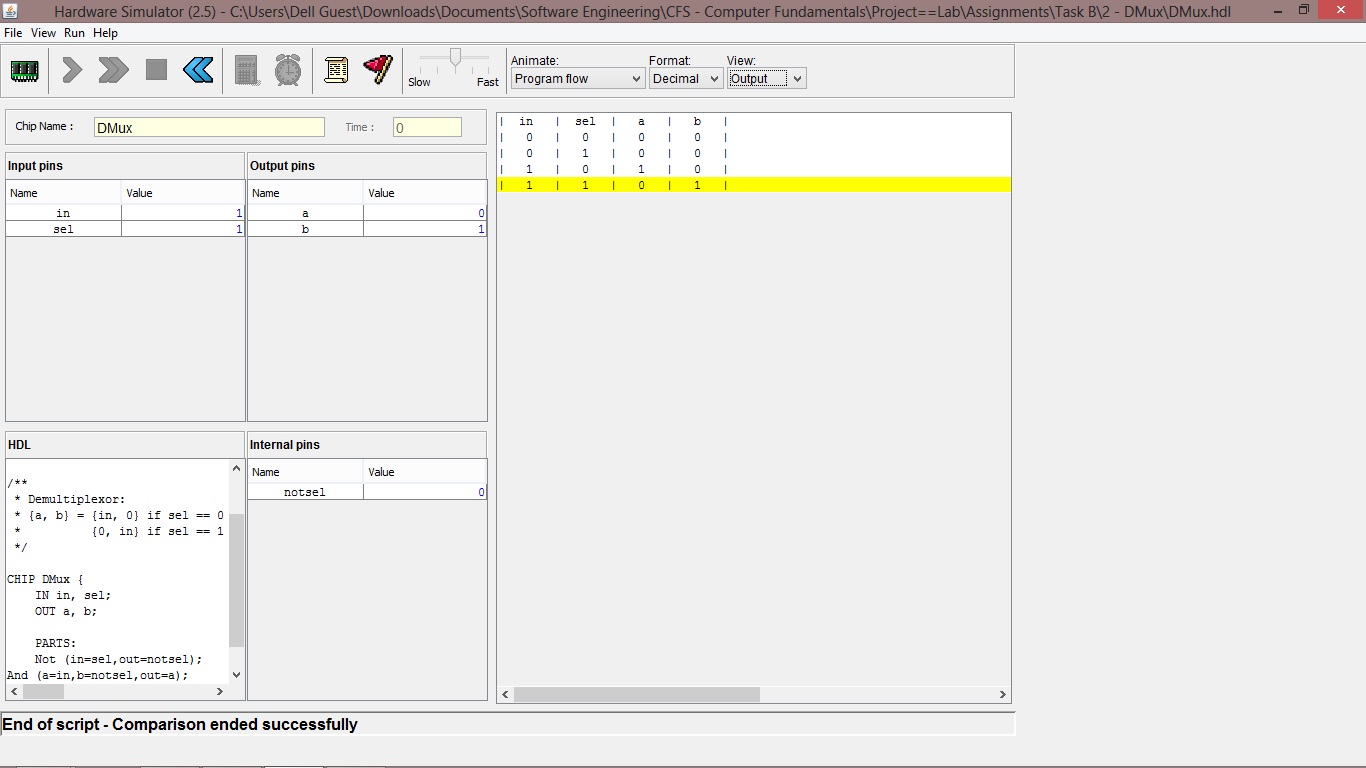 Hardware Simulator (2.5) - C:\Users\Dell Guest\Downloads\Documents\Software Engineering\CFS - Computer Fundamentals\Project==Lab\Assignments\Task B\2 - DMux\DMux.hdl
File View Run Help
Animate: Format: View:
Slow Fast Program flow Decimal Output
Chip Name : DMux Time : 0
Input pins Output pins
Name Value Name Value
in 1 a 0
sel 1 b 1
| in | sel | a | b |
| 0 | 0 | 0 | 0 |
| 0 | 1 | 0 | 0 |
| 1 | 0 | 1 | 0 |
| 1 | 1 | 0 | 1 |
HDL
/**
* Demultiplexor:
* {a, b} = {in, 0} if sel == 0
* {0, in} if sel == 1
*/
CHIP DMux {
IN in, sel;
OUT a, b;
PARTS:
Not (in=sel,out=notsel);
And (a=in,b=notsel,out=a);
Internal pins
Name Value
notsel 0
End of script - Comparison ended successfully